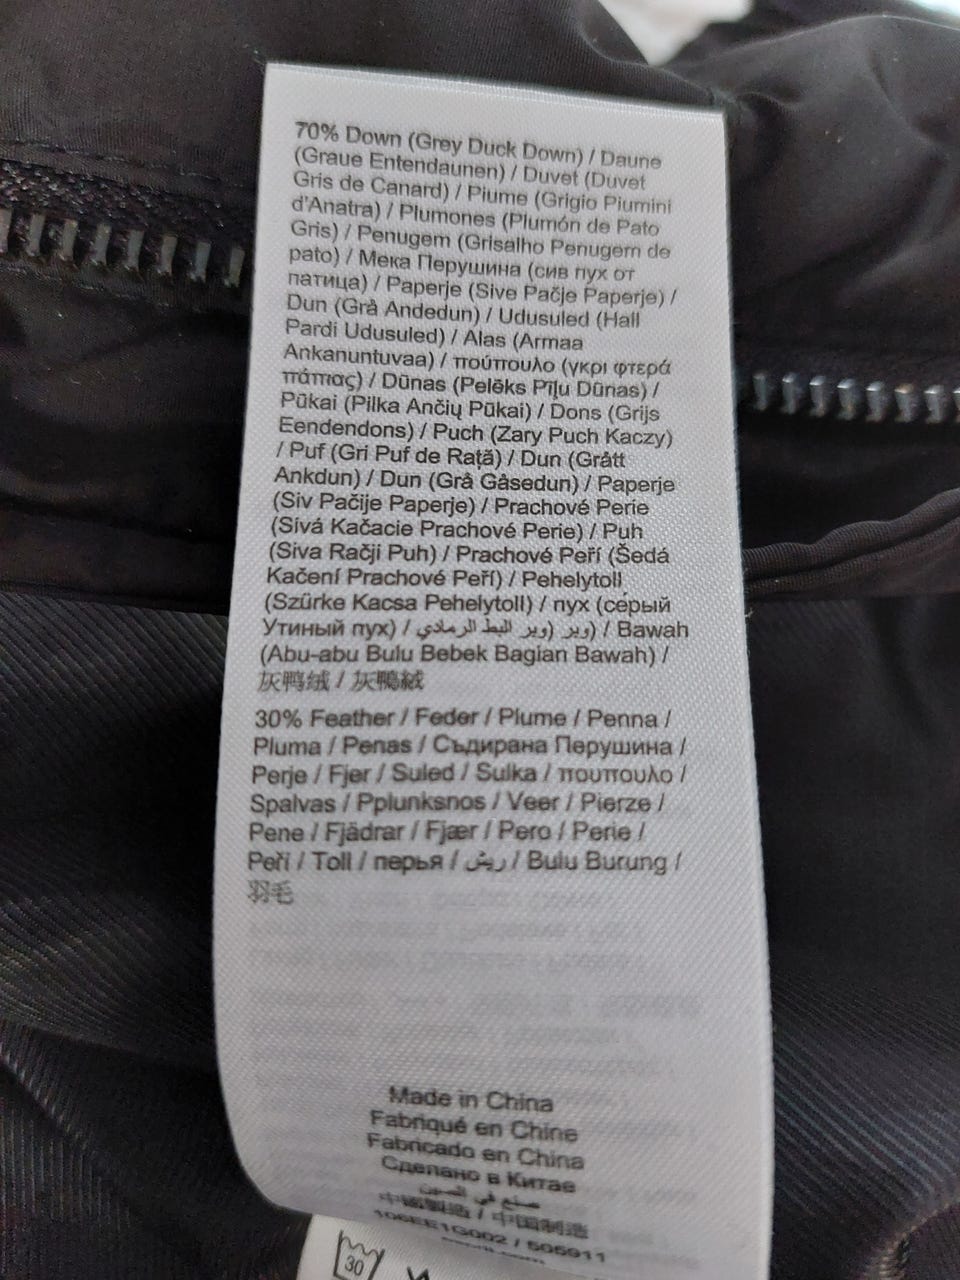 70% Down (Grey Duck Down) / Daune
(Graue Entendaunen) / Duvet (Duvet
Gris de Canard) / Piume (Grigio Piumini
d'Anatra) / Plumones (Plumón de Pato
Gris) / Penugem (Grisalho Penugem de
pato) / Мека Перушина (сив пух от
патица) / Paperje (Sive Pačje Paperje) /
Dun (Grå Andedun) / Udusuled (Hall
Pardi Udusuled) / Alas (Armaa
Ankanuntuvaa) / πούπουλο (γκρι φτερά
πάπιας) / Dūnas (Pelēks Pīļu Dūnas) /
Pūkai (Pilka Ančių Pūkai) / Dons (Grijs
Eendendons) / Puch (Zary Puch Kaczy)
/ Puf (Gri Puf de Rață) / Dun (Grått
Ankdun) / Dun (Grå Gåsedun) / Paperje
(Siv Pačije Paperje) / Prachové Perie
(Sivá Kačacie Prachové Perie) / Puh
(Siva Račji Puh) / Prachové Peří (Šedá
Kačení Prachové Peří) / Pehelytoll
(Szürke Kacsa Pehelytoll) / пух (се́рый
Утиный пух) / وبر (وبر البط الرمادي) / Bawah
(Abu-abu Bulu Bebek Bagian Bawah) /
灰鸭绒 / 灰鴨絨
30% Feather / Feder / Plume / Penna /
Pluma / Penas / Съдирана Перушина /
Perje / Fjer / Suled / Sulka / πουπουλο /
Spalvas / Pplunksnos / Veer / Pierze /
Pene / Fjädrar / Fjær / Pero / Perie /
Peří / Toll / перья / ريش / Bulu Burung /
羽毛
Made in China
Fabriqué en Chine
Fabricado en China
Сделано в Китае
صنع في الصين
中國製造 / 中国制造
106EE1G002 / 505911
30